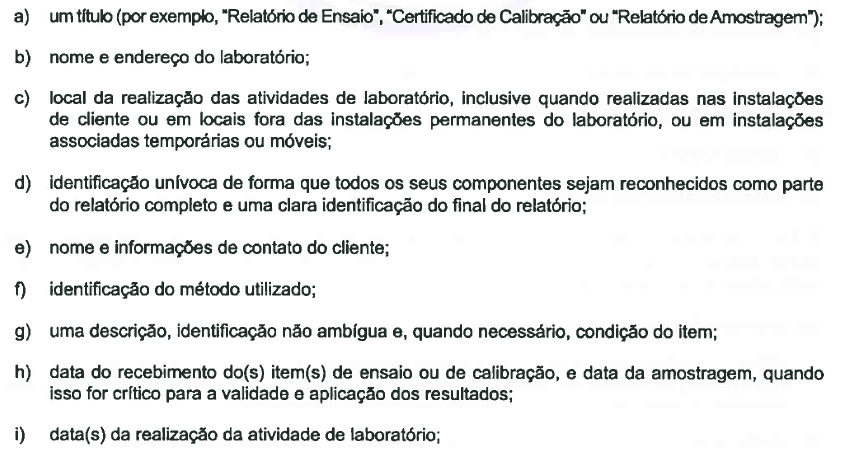 a) um título (por exemplo, "Relatório de Ensaio", "Certificado de Calibração" ou "Relatório de Amostragem");
b) nome e endereço do laboratório;
c) local da realização das atividades de laboratório, inclusive quando realizadas nas instalações
de cliente ou em locais fora das instalações permanentes do laboratório, ou em instalações
associadas temporárias ou móveis;
d) identificação unívoca de forma que todos os seus componentes sejam reconhecidos como parte
do relatório completo e uma clara identificação do final do relatório;
e) nome e informações de contato do cliente;
f) identificação do método utilizado;
g) uma descrição, identificação não ambígua e, quando necessário, condição do item;
h) data do recebimento do(s) item(s) de ensaio ou de calibração, e data da amostragem, quando
isso for crítico para a validade e aplicação dos resultados;
i) data(s) da realização da atividade de laboratório;